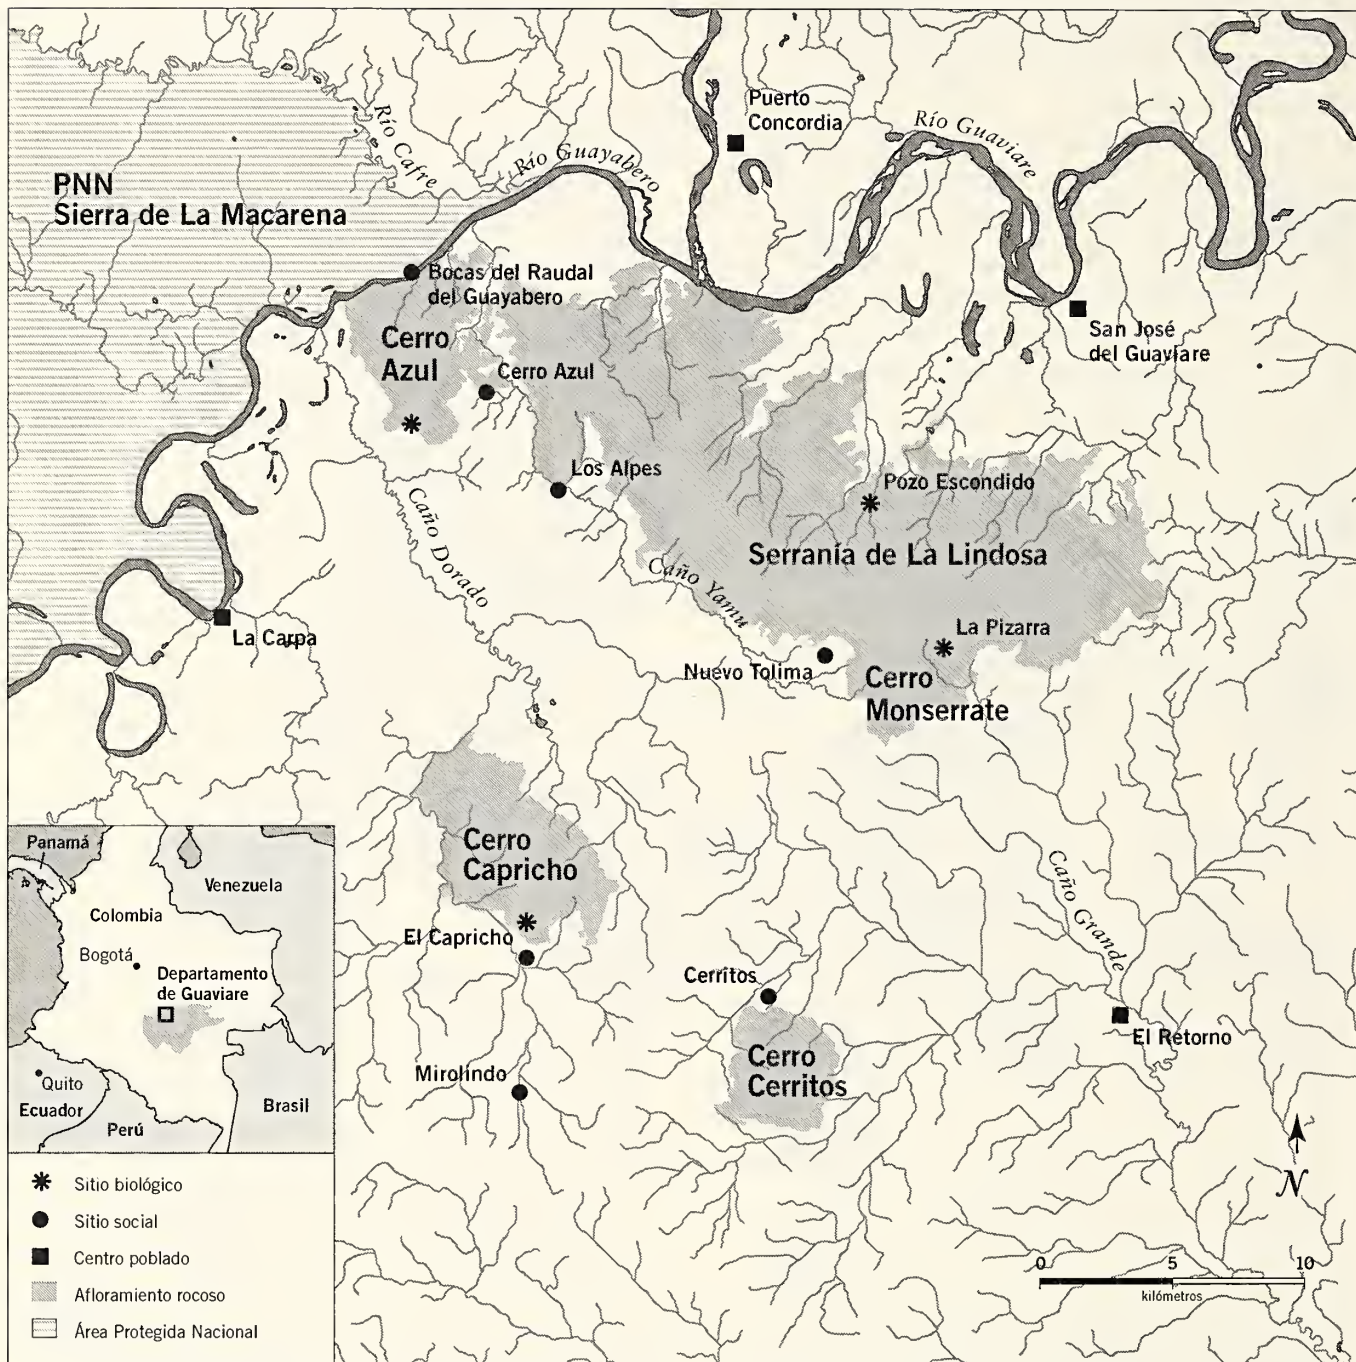 Puerto
Concordia
Río Guaviare
Río Cafre
Río Guayabero
PNN
Sierra de La Macarena
Bocas del Raudal
del Guayabero
San José
del Guaviare
Cerro
Azul
Cerro Azul
Los Alpes
Pozo Escondido
Caño Dorado
Serranía de La Lindosa
Caño Yamu
La Carpa
La Pizarra
Nuevo Tolima
Cerro
Monserrate
Cerro
Capricho
Caño Grande
El Capricho
Cerritos
El Retorno
Cerro
Cerritos
Mirolindo
Panamá
Venezuela
Colombia
Bogotá
Departamento
de Guaviare
Quito
Ecuador
Perú
Brasil
Sitio biológico
Sitio social
Centro poblado
Afloramiento rocoso
Área Protegida Nacional
N
0 5 10
kilómetros